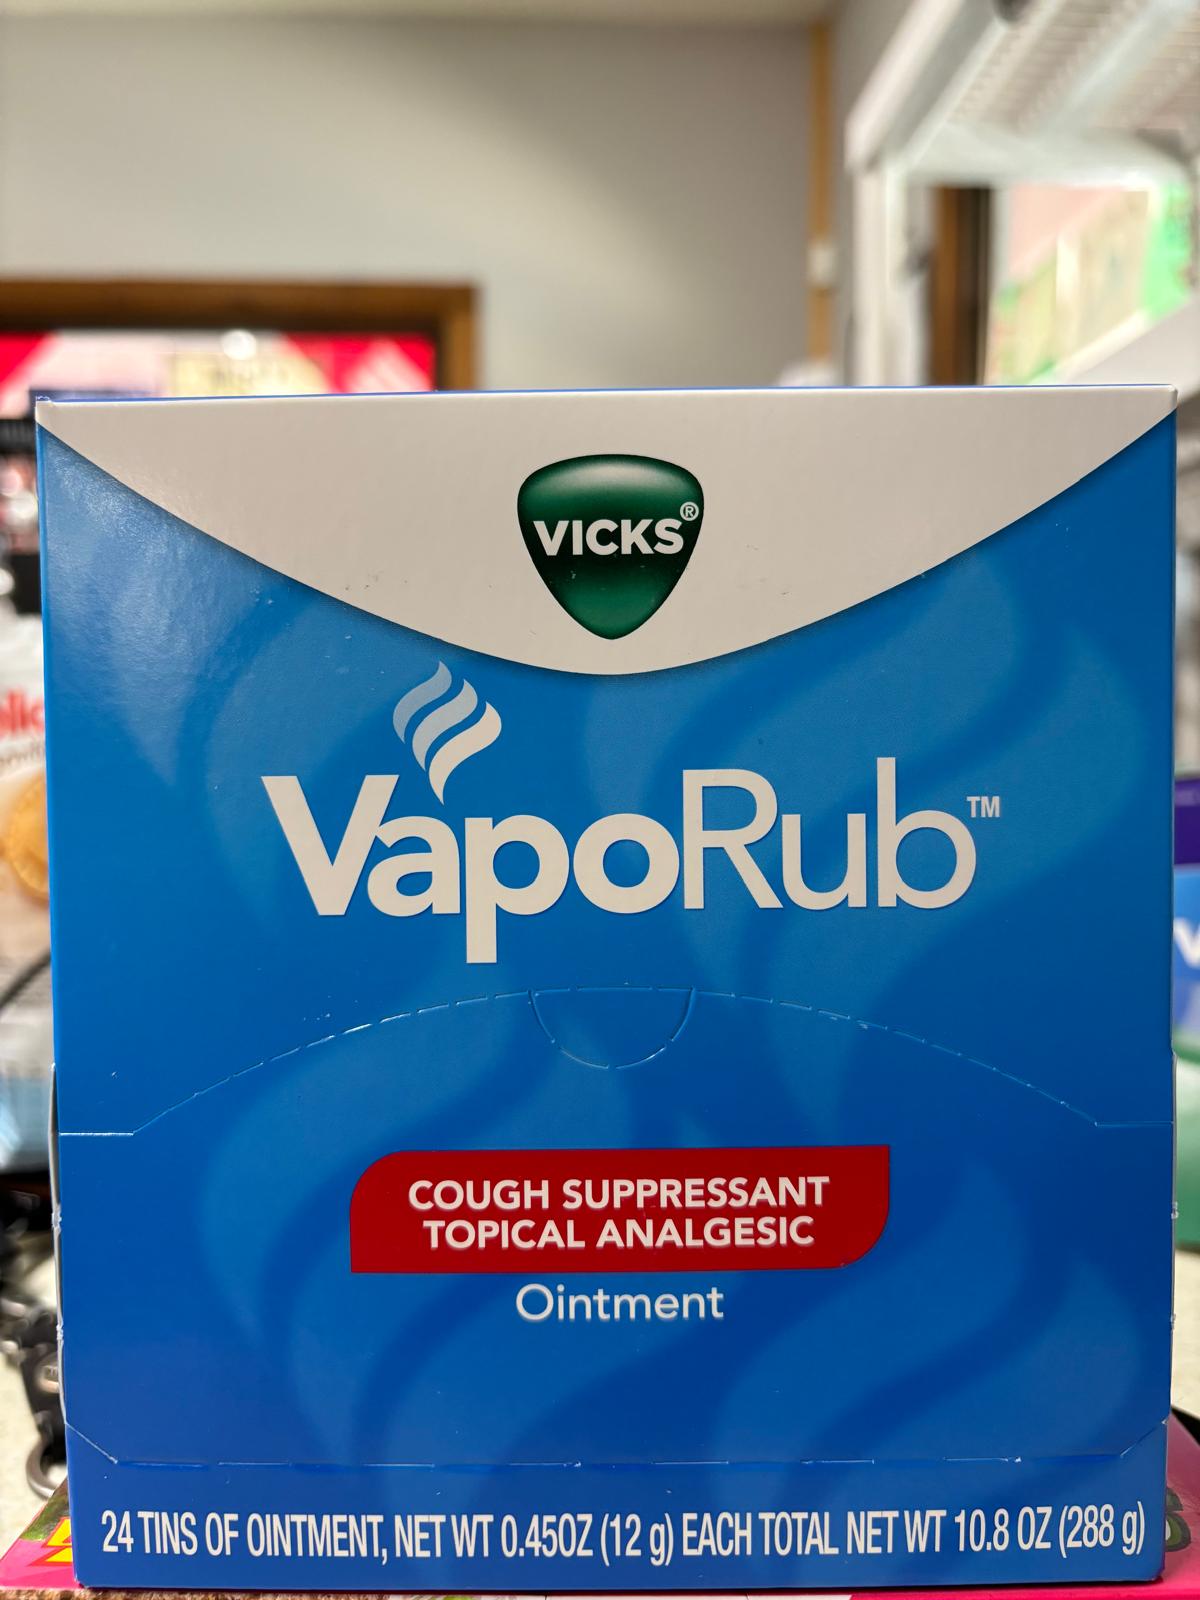 VICKS®
VapoRub™
COUGH SUPPRESSANT
TOPICAL ANALGESIC
Ointment
24 TINS OF OINTMENT, NET WT 0.45OZ (12 g) EACH TOTAL NET WT 10.8 OZ (288 g)